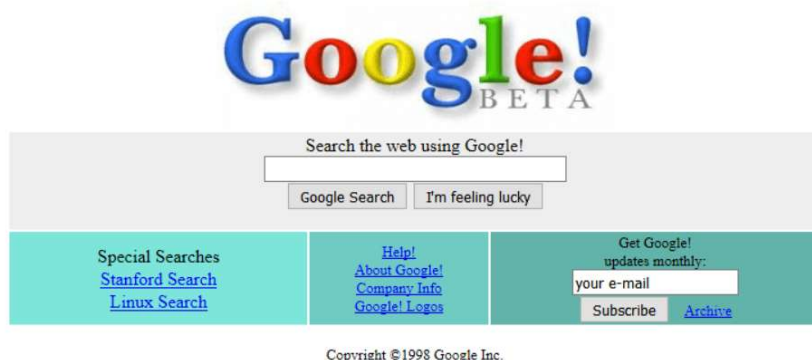 Google!
BETA
Search the web using Google!
Google Search
I'm feeling lucky
Special Searches
Stanford Search
Linux Search
Help!
About Google!
Company Info
Google! Logos
Get Google!
updates monthly:
your e-mail
Subscribe
Archive
Copyright ©1998 Google Inc.